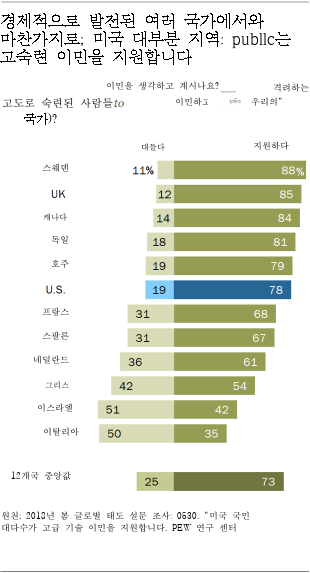 경제적으로 발전된 여러 국가에서와
마찬가지로; 미국 대부분 지역: publlc는
고숙련 이민을 지원합니다
이민을 생각하고 계시나요?___ 격려하는
고도로 숙련된 사람들to 이민하고 우리의"
국가)?
대들다 지원하다
스웨덴 11% 88%
UK 12 85
캐나다 14 84
독일 18 81
호주 19 79
U.S. 19 78
프랑스 31 68
스팔른 31 67
네덜란드 36 61
그리스 42 54
이스라엘 51 42
이탈리아 50 35
12개국 중앙값 25 73
원천; 2018년 봄 글로벌 태도 설문 조사: 0530. "미국 국민
대다수가 고급 기술 이민을 지원합니다. PEW 연구 센터